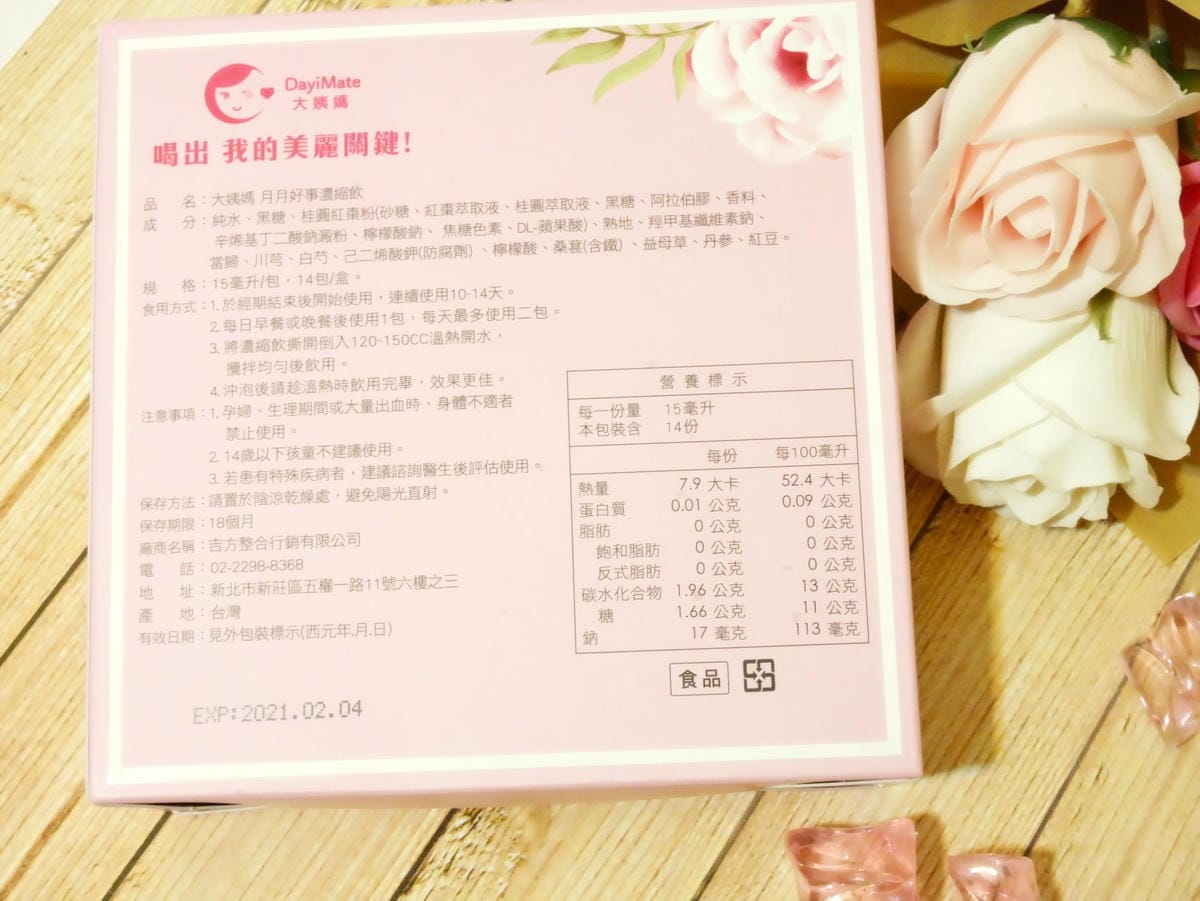 DayiMate
大姨媽
喝出 我的美麗關鍵!
品　　名：大姨媽 月月好事濃縮飲
成　　分：純水、黑糖、桂圓紅棗粉(砂糖、紅棗萃取液、桂圓萃取液、黑糖、阿拉伯膠、香料、
辛烯基丁二酸鈉澱粉、檸檬酸鈉、焦糖色素、DL-蘋果酸)、熟地、羥甲基纖維素鈉、
當歸、川芎、白芍、己二烯酸鉀(防腐劑)、檸檬酸、桑葚(含鐵)、益母草、丹參、紅豆。
規　　格：15毫升/包，14包/盒。
食用方式：1.於經期結束後開始使用，連續使用10-14天。
2.每日早餐或晚餐後使用1包，每天最多使用二包。
3.將濃縮飲撕開倒入120-150CC溫熱開水，
攪拌均勻後飲用。
4.沖泡後請趁溫熱時飲用完畢，效果更佳。
注意事項：1.孕婦、生理期間或大量出血時、身體不適者
禁止使用。
2.14歲以下孩童不建議使用。
3.若患有特殊疾病者，建議諮詢醫生後評估使用。
保存方法：請置於陰涼乾燥處，避免陽光直射。
保存期限：18個月
廠商名稱：吉方整合行銷有限公司
電　　話：02-2298-8368
地　　址：新北市新莊區五權一路11號六樓之三
產　　地：台灣
有效日期：見外包裝標示(西元年.月.日)
EXP:2021.02.04
營養標示
每一份量　15毫升
本包裝含　14份
每份　每100毫升
熱量　7.9 大卡　52.4 大卡
蛋白質　0.01 公克　0.09 公克
脂肪　0 公克　0 公克
飽和脂肪　0 公克　0 公克
反式脂肪　0 公克　0 公克
碳水化合物　1.96 公克　13 公克
糖　1.66 公克　11 公克
鈉　17 毫克　113 毫克
食品